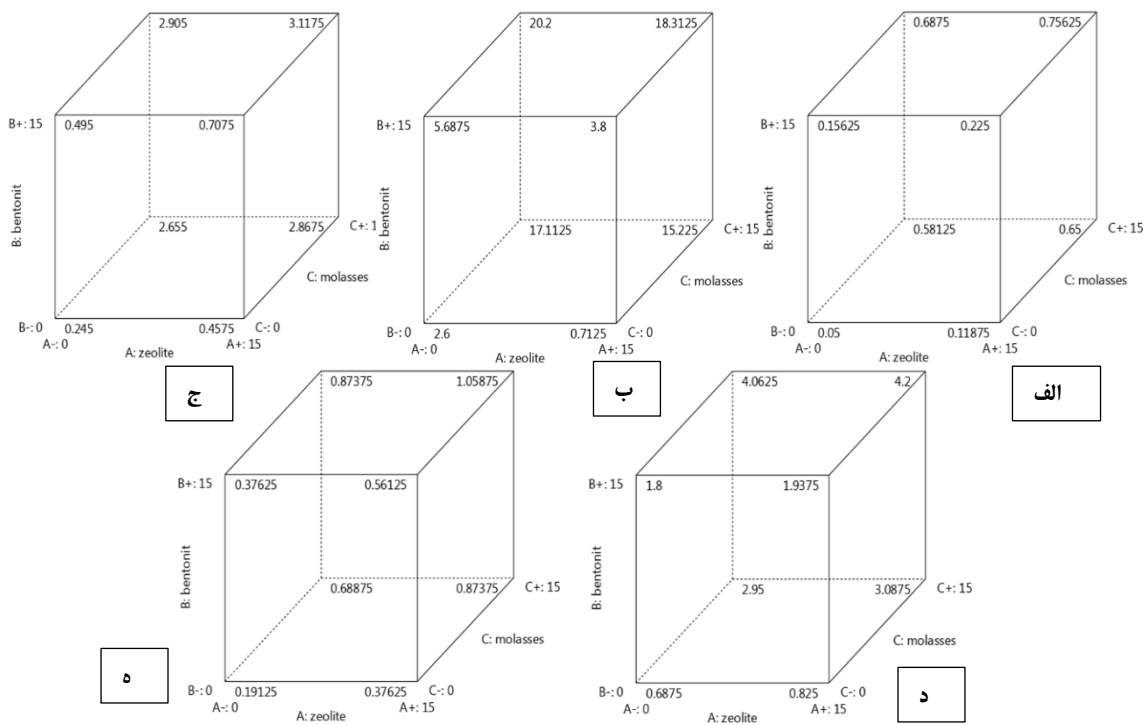 2.905 3.1175
B+: 15 0.495 0.7075
B: bentonit
2.655 2.8675 C+: 1
C: molasses
B-: 0 0.245 0.4575 C-: 0
A-: 0 A+: 15
A: zeolite
ج
20.2 18.3125
B+: 15 5.6875 3.8
B: bentonit
17.1125 15.225 C+: 15
C: molasses
B-: 0 2.6 0.7125 C-: 0
A-: 0 A+: 15
A: zeolite
ب
0.6875 0.75625
B+: 15 0.15625 0.225
B: bentonit
0.58125 0.65 C+: 15
C: molasses
B-: 0 0.05 0.11875 C-: 0
A-: 0 A+: 15
A: zeolite
الف
0.87375 1.05875
B+: 15 0.37625 0.56125
B: bentonit
0.68875 0.87375 C+: 15
C: molasses
B-: 0 0.19125 0.37625 C-: 0
A-: 0 A+: 15
A: zeolite
ه
4.0625 4.2
B+: 15 1.8 1.9375
B: bentonit
2.95 3.0875 C+: 15
C: molasses
B-: 0 0.6875 0.825 C-: 0
A-: 0 A+: 15
A: zeolite
د